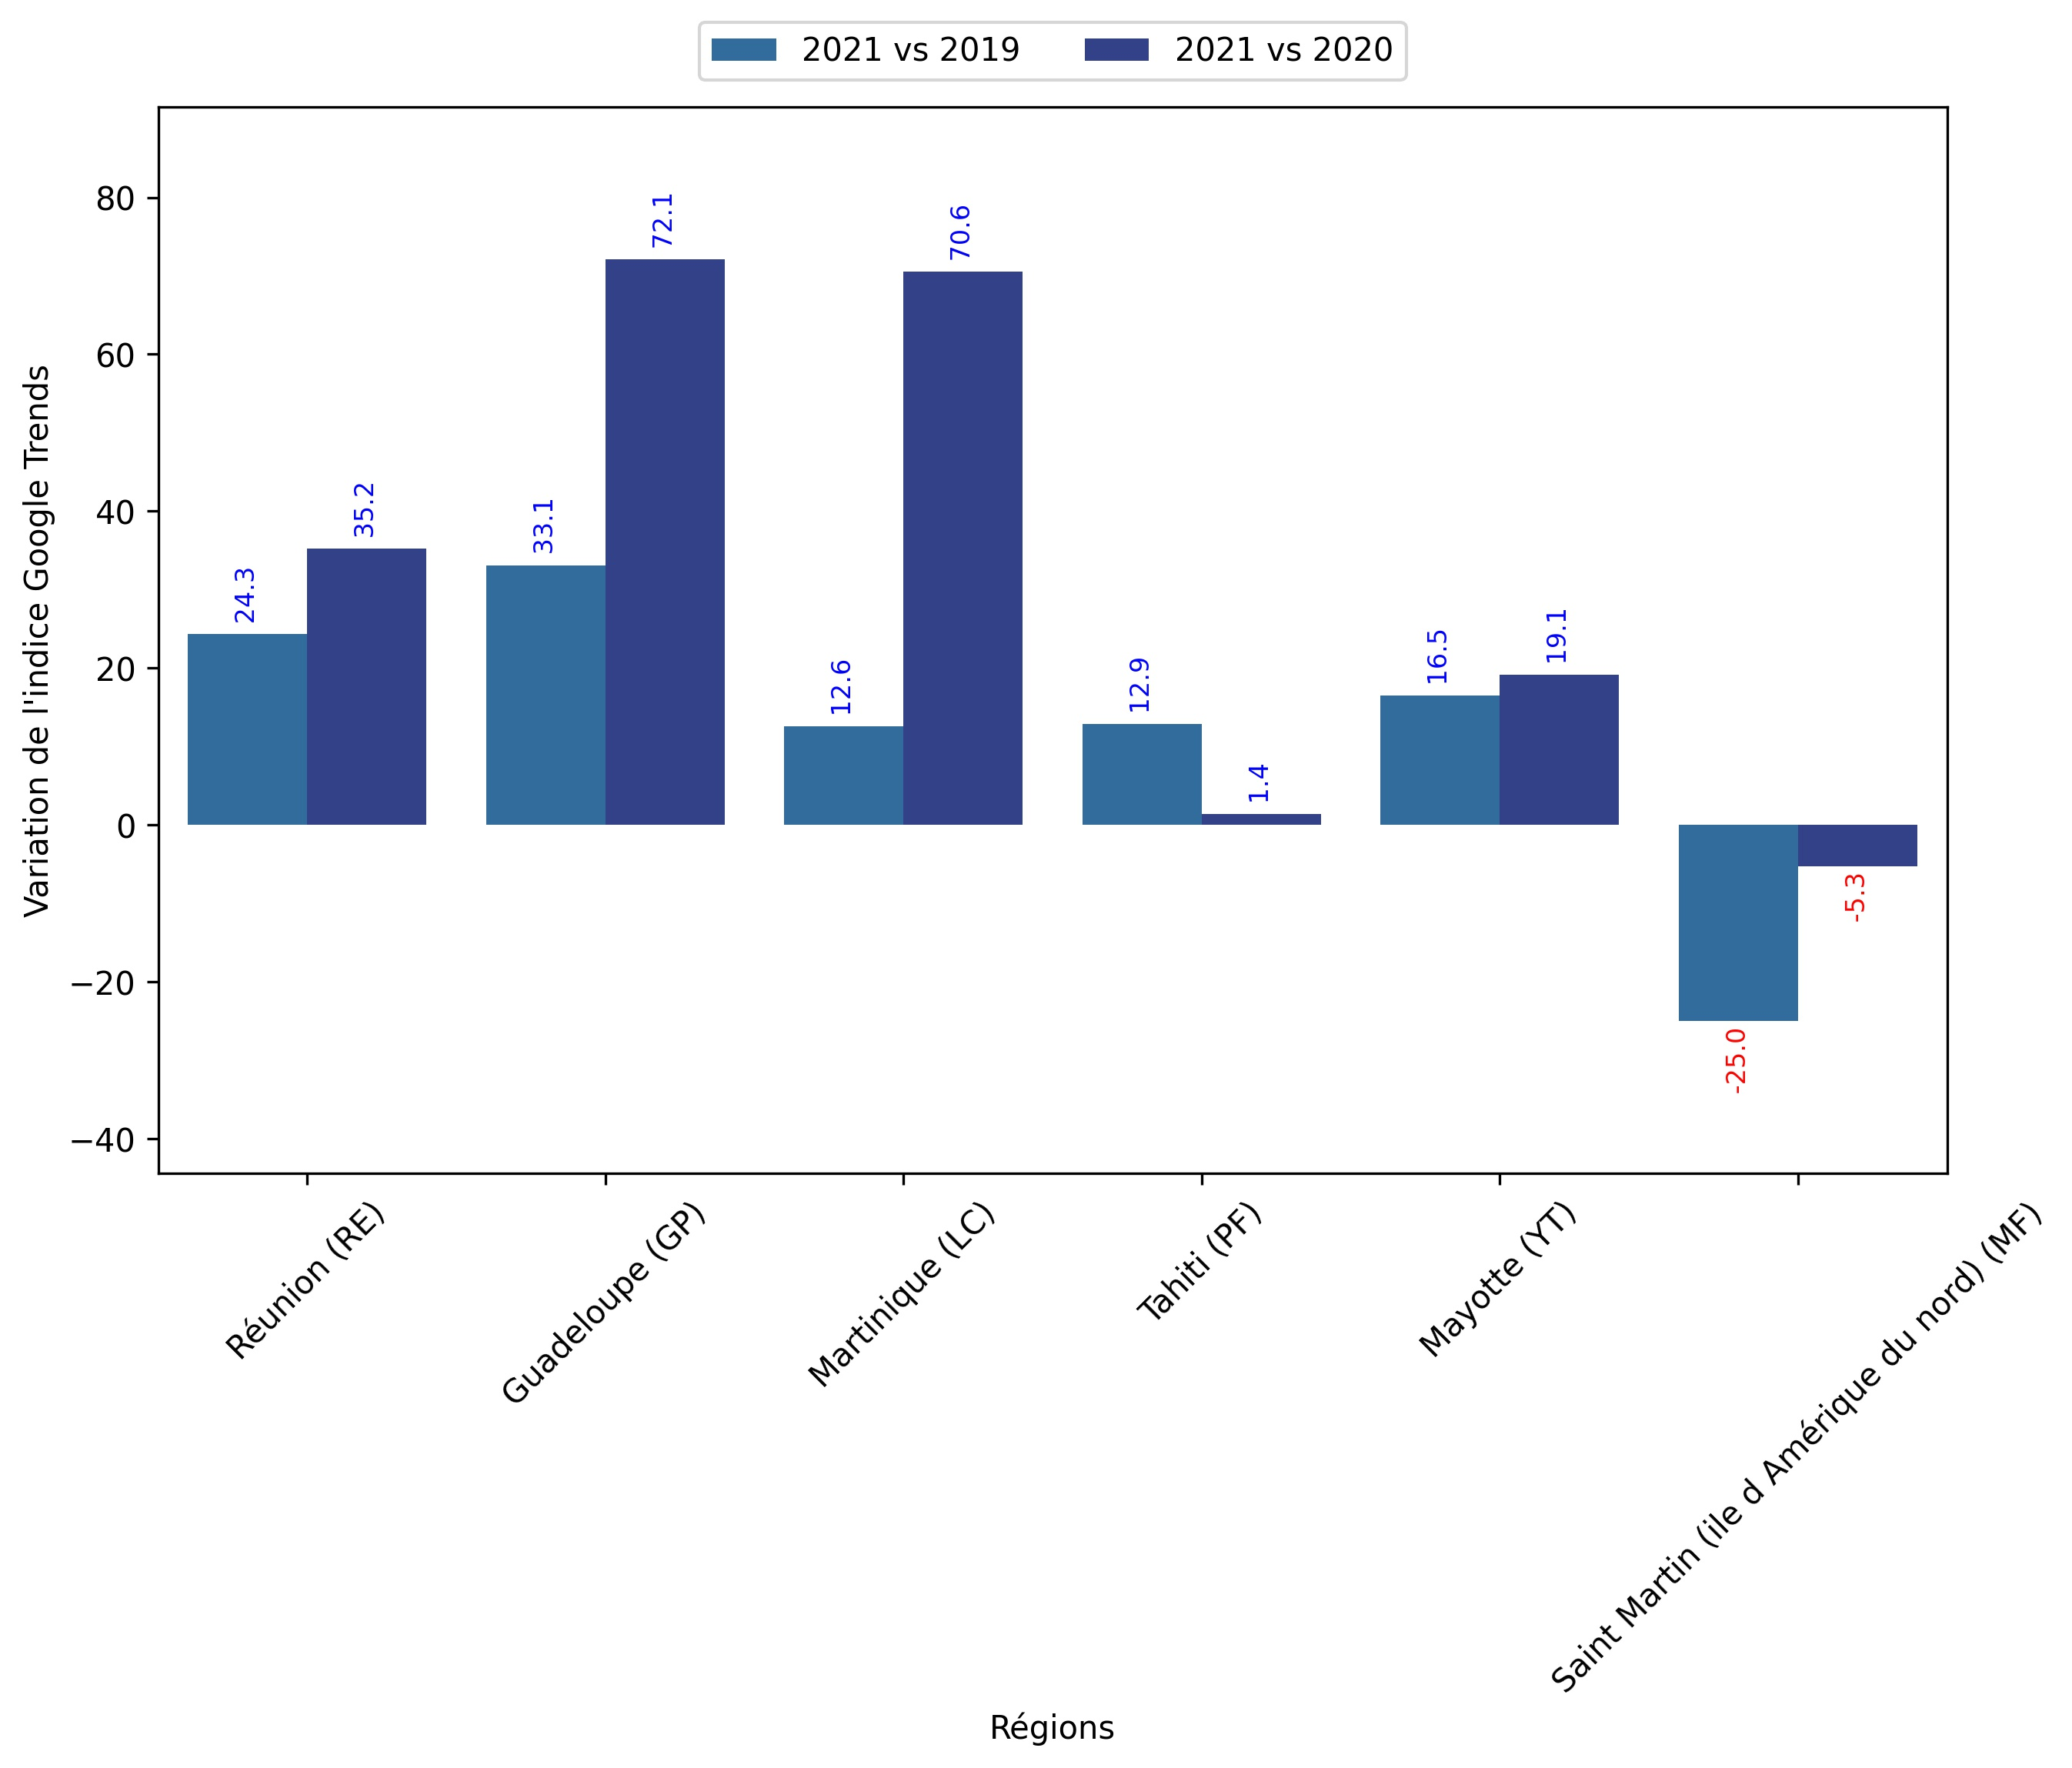 2021 vs 2019
2021 vs 2020
Variation de l'indice Google Trends
80
60
40
20
0
−20
−40
24.3
35.2
33.1
72.1
12.6
70.6
12.9
1.4
16.5
19.1
-25.0
-5.3
Réunion (RE)
Guadeloupe (GP)
Martinique (LC)
Tahiti (PF)
Mayotte (YT)
Saint Martin (ile d Amérique du nord) (MF)
Régions